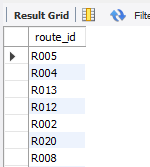 Result Grid Filte
route_id
R005
R004
R013
R012
R002
R020
R008